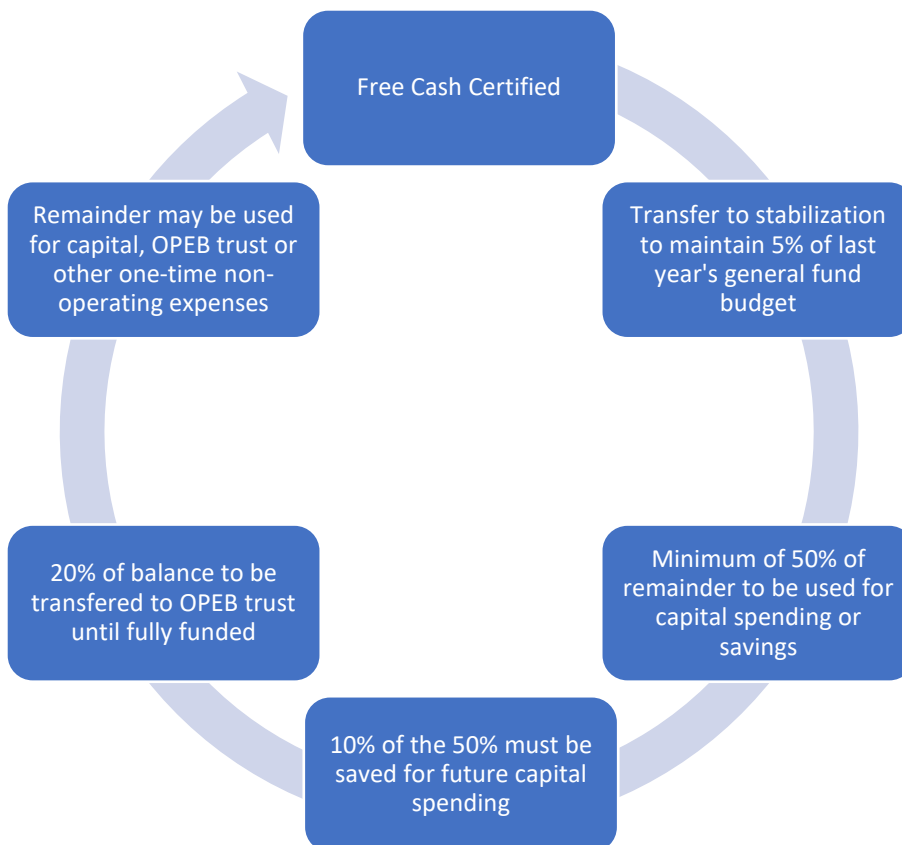 Free Cash Certified
Transfer to stabilization
to maintain 5% of last
year's general fund
budget
Minimum of 50% of
remainder to be used for
capital spending or
savings
10% of the 50% must be
saved for future capital
spending
20% of balance to be
transfered to OPEB trust
until fully funded
Remainder may be used
for capital, OPEB trust or
other one-time non-
operating expenses